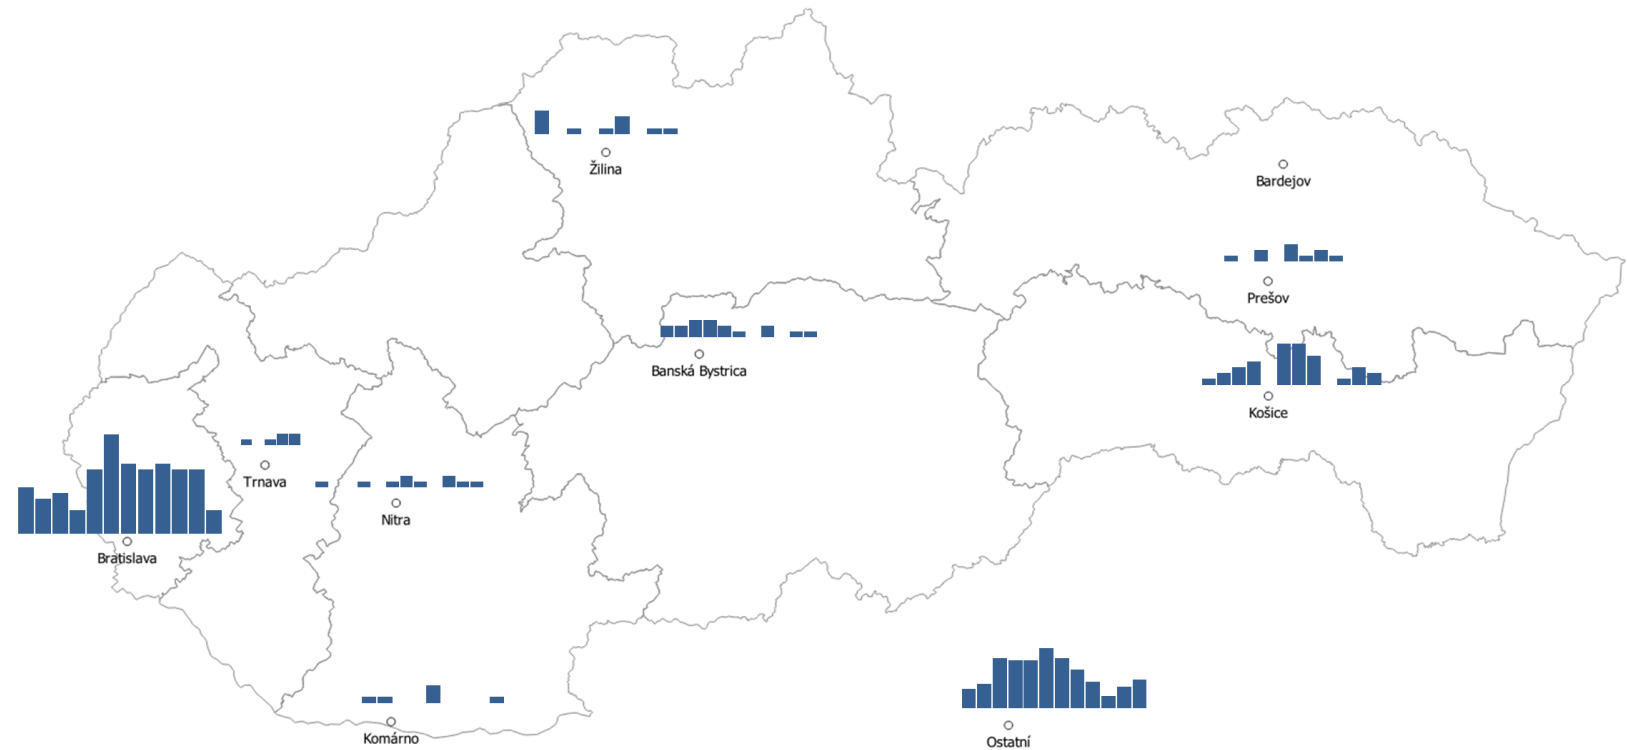 Žilina
Bardejov
Prešov
Banská Bystrica
Košice
Trnava
Nitra
Bratislava
Komárno
Ostatní